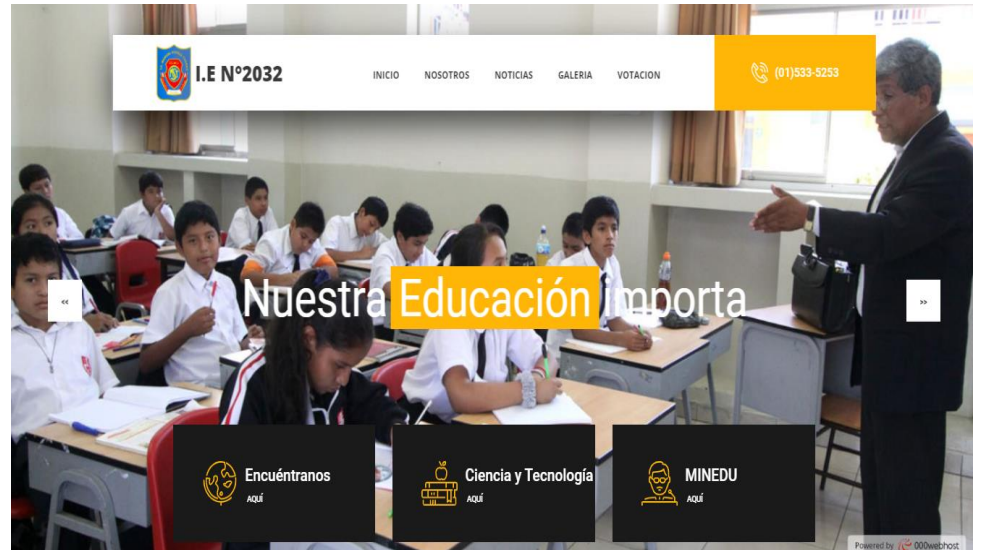 I.E N°2032
INICIO NOSOTROS NOTICIAS GALERIA VOTACION
(01)533-5253
<<
Nuestra Educación importa
>>
Encuéntranos
AQUÍ
Ciencia y Tecnología
AQUÍ
MINEDU
AQUÍ
Powered by 000webhost